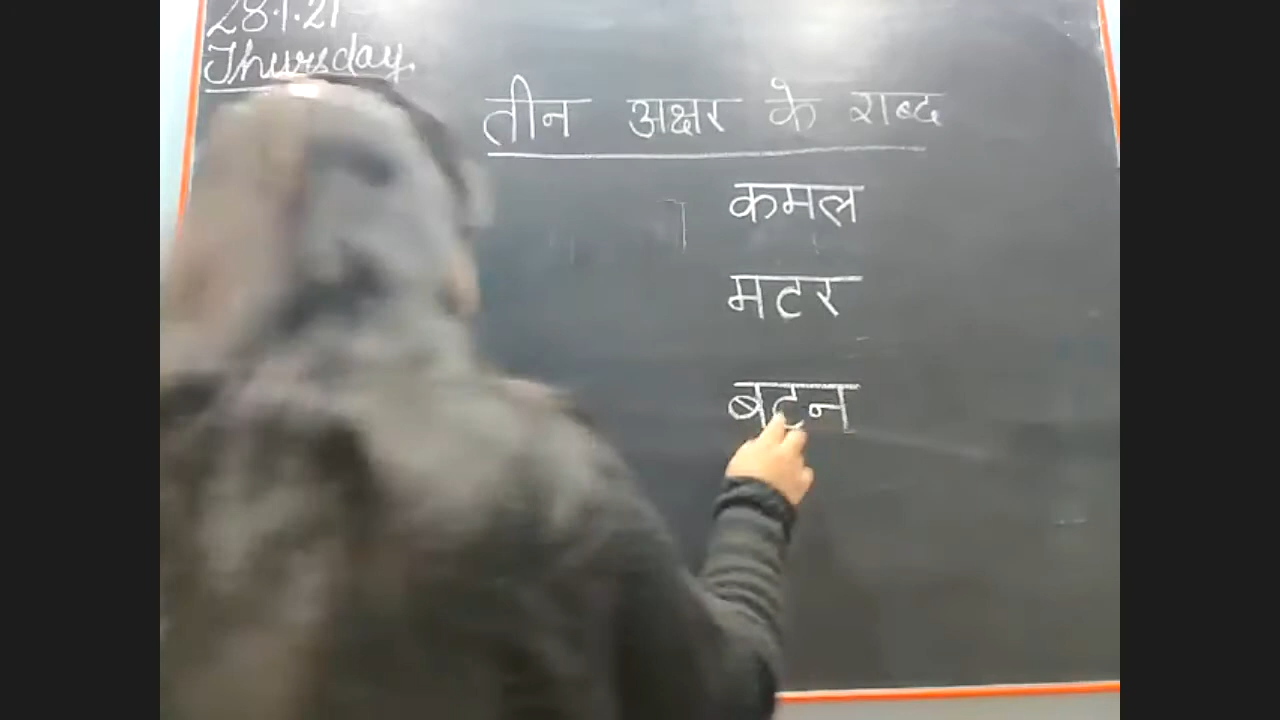 28.1.21
Thursday
तीन अक्षर के शब्द
कमल
मटर
बटन